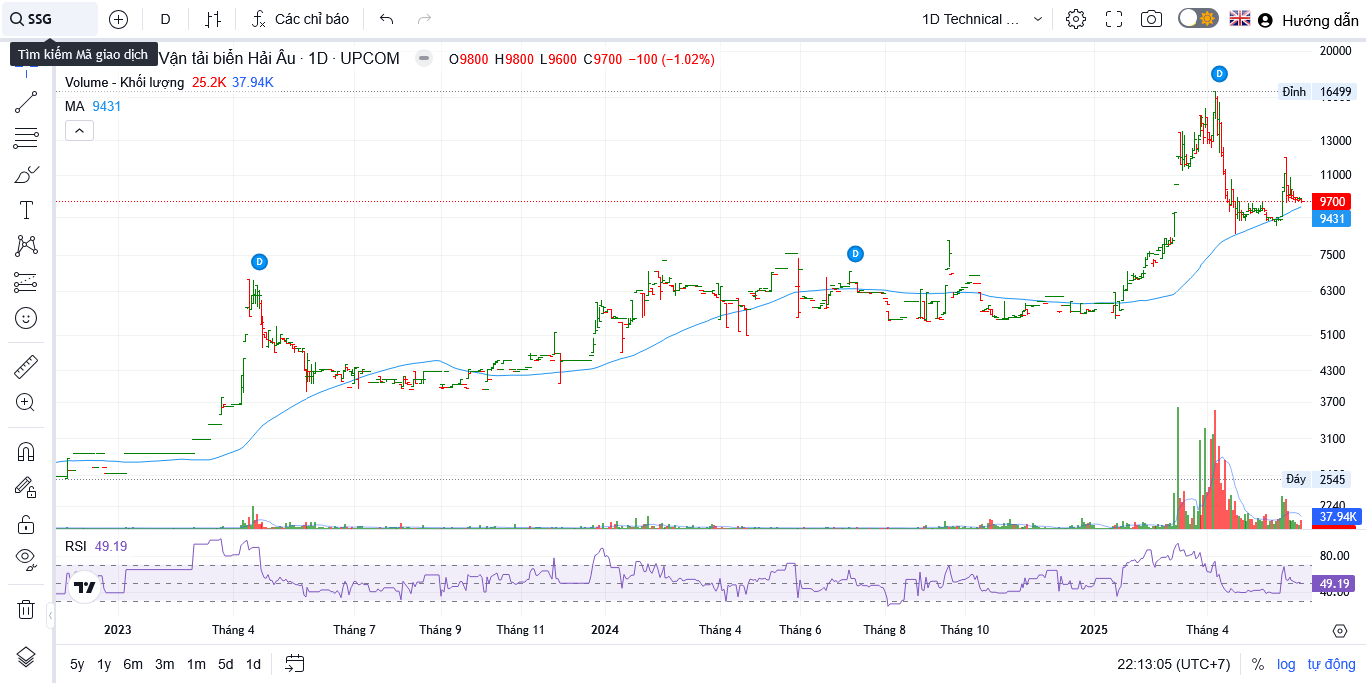 SSG D Các chỉ báo 1D Technical ... Hướng dẫn
Tìm kiếm Mã giao dịch
Vận tải biển Hải Âu · 1D · UPCOM O9800 H9800 L9600 C9700 −100 (−1.02%)
Volume - Khối lượng 25.2K 37.94K
MA 9431
D
D
D
20000
Đỉnh 16499
13000
11000
9700
9431
7500
6300
5100
4300
3700
3100
Đáy 2545
2240
37.94K
RSI 49.19
80.00
49.19
40.00
2023 Tháng 4 Tháng 7 Tháng 9 Tháng 11 2024 Tháng 4 Tháng 6 Tháng 8 Tháng 10 2025 Tháng 4
5y 1y 6m 3m 1m 5d 1d 22:13:05 (UTC+7) % log tự động